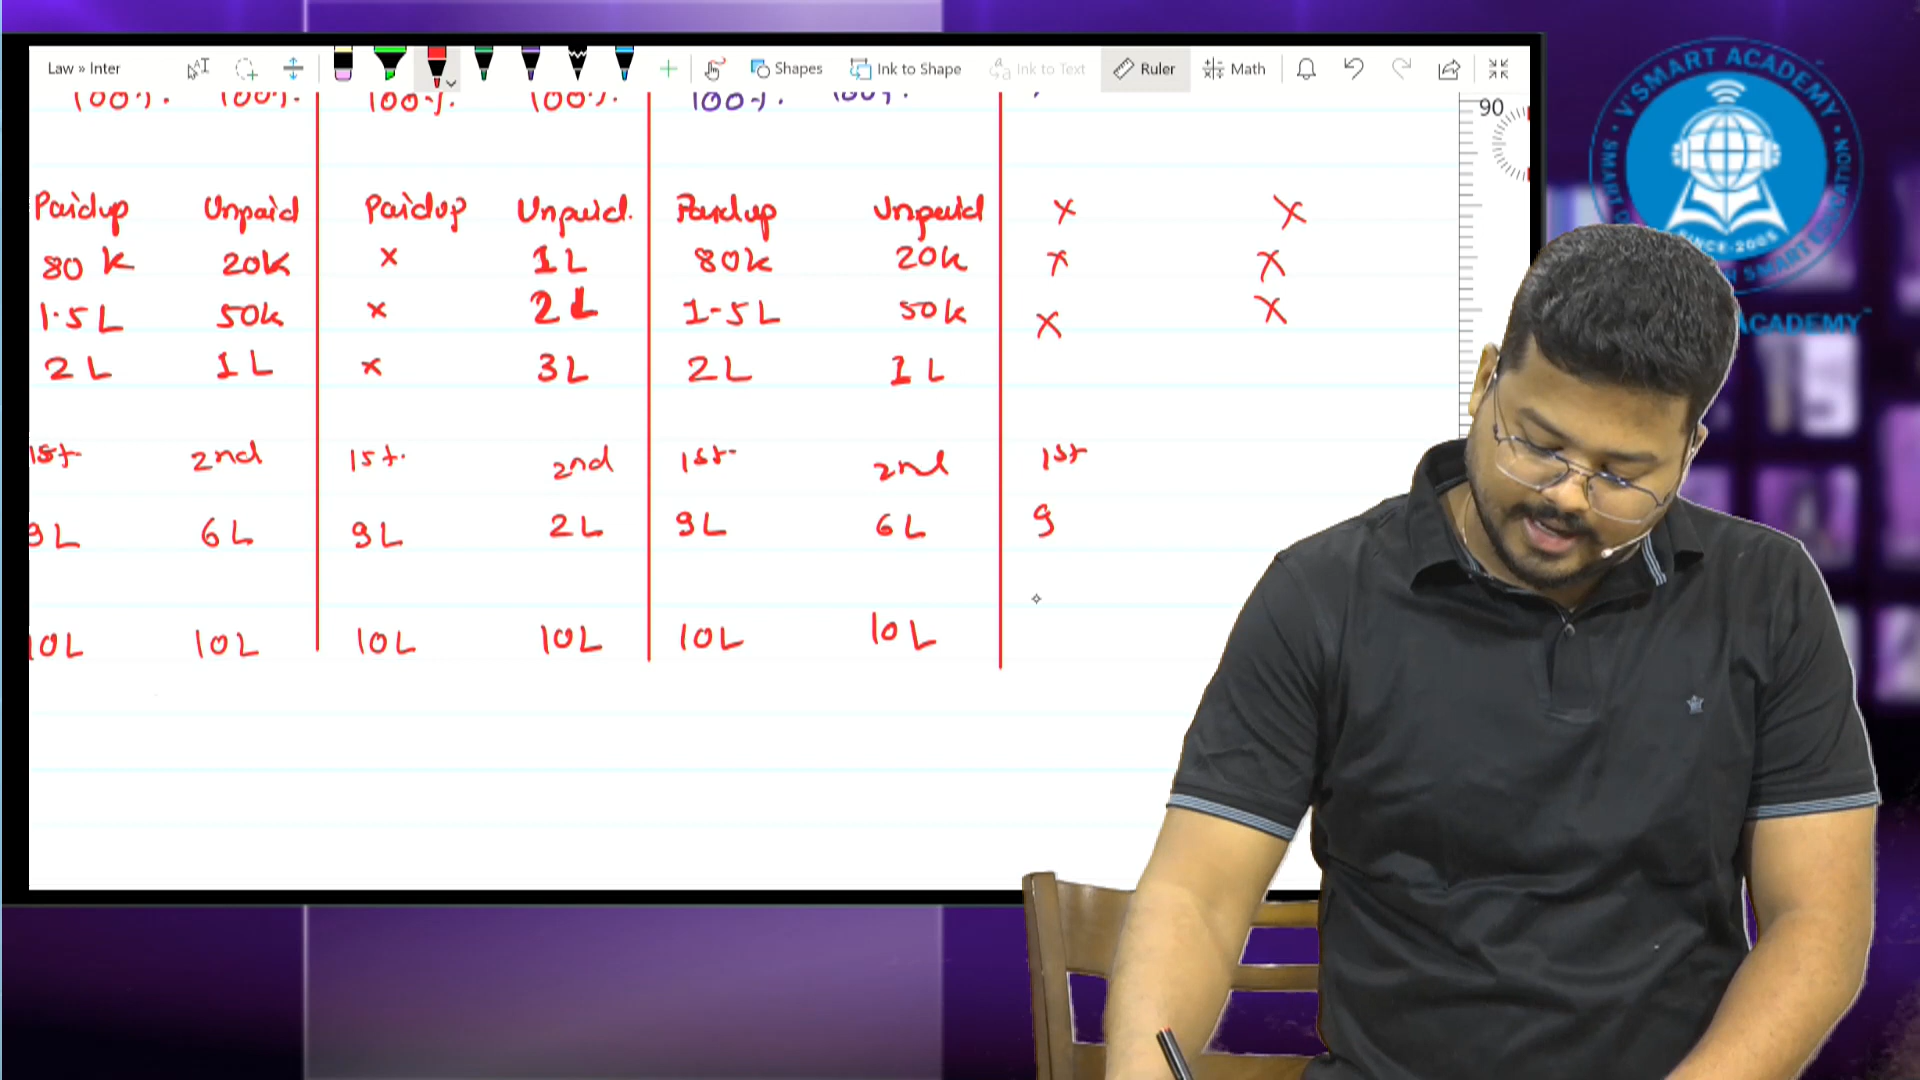 Law » Inter Shapes Ink to Shape Ink to Text Ruler Math
100%. 100%. 100%. 100%. 100%. 100%.
90
Paidup Unpaid Paidup Unpaid. Paidup Unpaid x x
80 K 20K x 1L 80k 20k x x
1.5L 50k x 2L 1-5L 50k x x
2L 1L x 3L 2L 1L
1st 2nd 1st. 2nd 1st 2nd 1st
9L 6L 9L 2L 9L 6L 9
10L 10L 10L 10L 10L 10L
V'SMART ACADEMY
SINCE-2005
ACADEMY